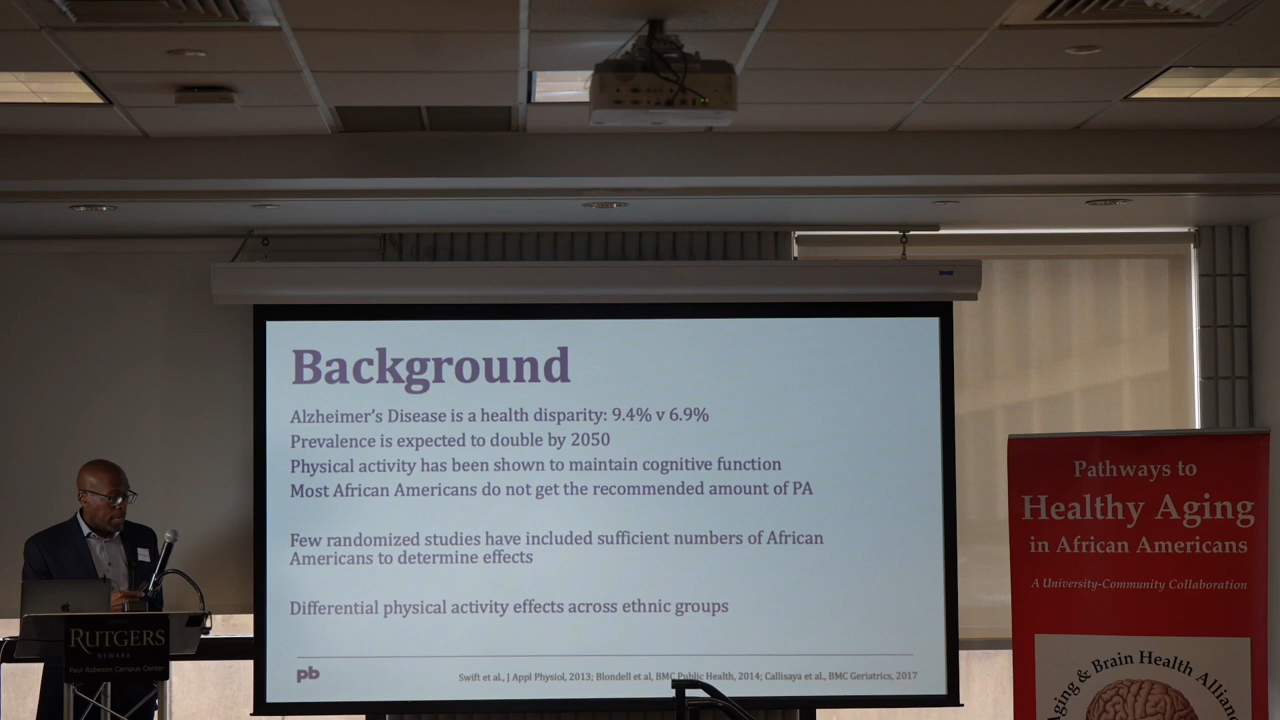 Background
Alzheimer's Disease is a health disparity: 9.4% v 6.9%
Prevalence is expected to double by 2050
Physical activity has been shown to maintain cognitive function
Most African Americans do not get the recommended amount of PA
Few randomized studies have included sufficient numbers of African
Americans to determine effects
Differential physical activity effects across ethnic groups
pb
Swift et al., J Appl Physiol, 2013; Blondell et al, BMC Public Health, 2014; Callisaya et al., BMC Geriatrics, 2017
RUTGERS
NEWARK
Paul Robeson Campus Center
Pathways to
Healthy Aging
in African Americans
A University-Community Collaboration
Aging & Brain Health Allian